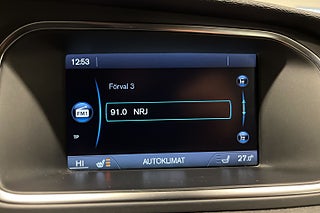 12:53
Förval 3
FM1
91.0 NRJ
TP
HI AUTOKLIMAT 27.0°